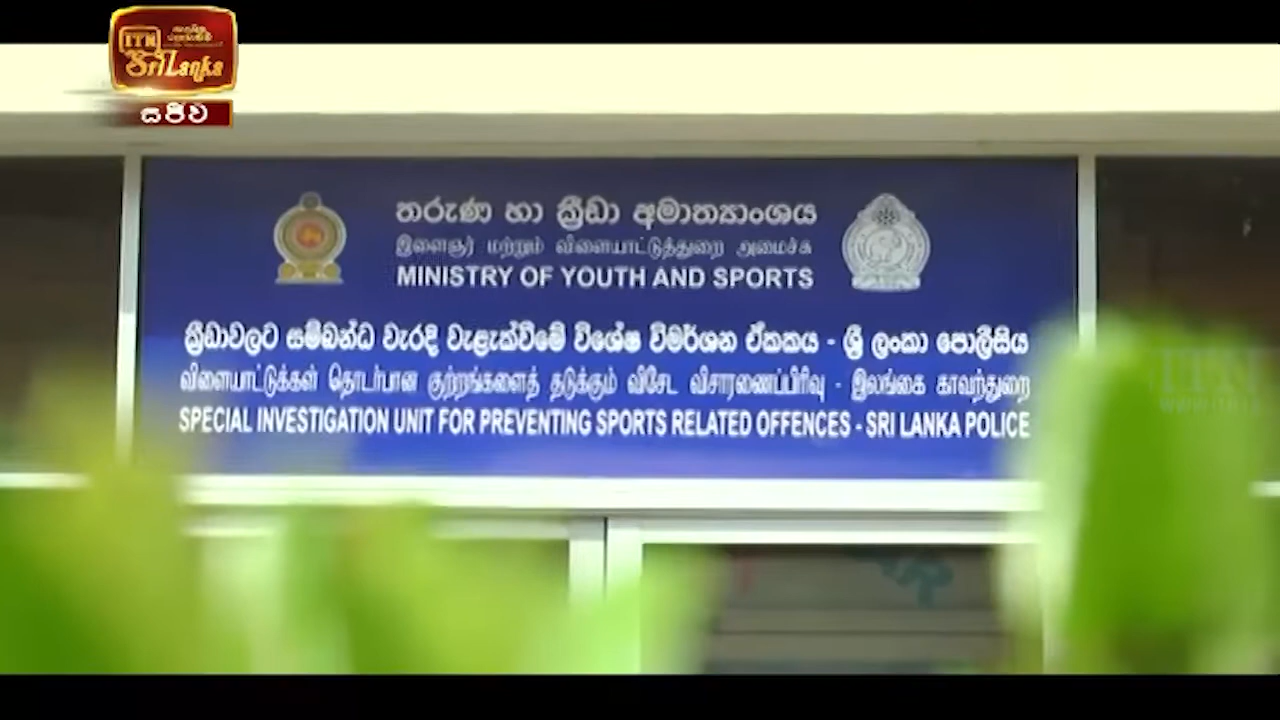 ITN
Sri Lanka
සජීව
තරුණ හා ක්‍රීඩා අමාත්‍යාංශය
இளைஞர் மற்றும் விளையாட்டுத்துறை அமைச்சு
MINISTRY OF YOUTH AND SPORTS
ක්‍රීඩාවලට සම්බන්ධ වැරදි වැළැක්වීමේ විශේෂ විමර්ශන ඒකකය - ශ්‍රී ලංකා පොලීසිය
விளையாட்டுக்கள் தொடர்பான குற்றங்களைத் தடுக்கும் விசேட விசாரணைப்பிரிவு - இலங்கை காவற்துறை
SPECIAL INVESTIGATION UNIT FOR PREVENTING SPORTS RELATED OFFENCES - SRI LANKA POLICE
ITN